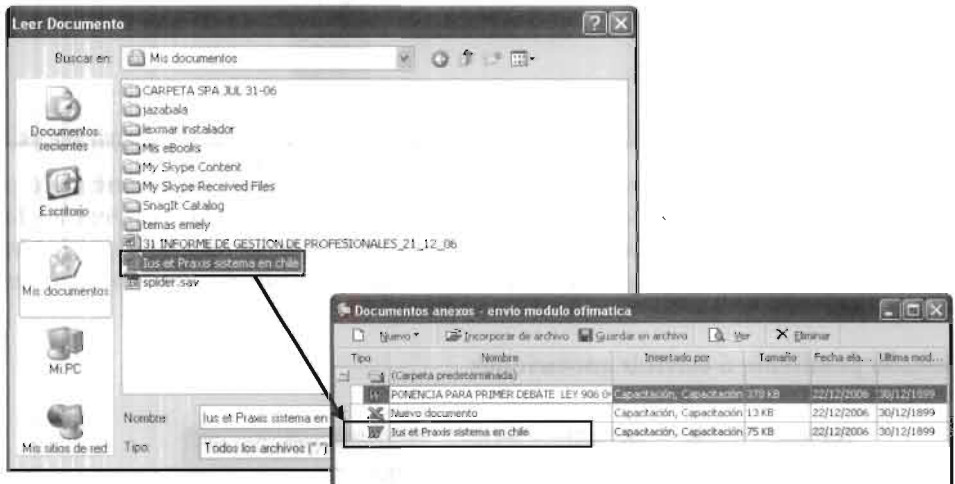 Leer Documento
Buscar en: Mis documentos
CARPETA SPA JUL 31-06
jazabala
lexmar instalador
Mis eBooks
My Skype Content
My Skype Received Files
SnagIt Catalog
temas emely
31 INFORME DE GESTION DE PROFESIONALES_21_12_06
Ius et Praxis sistema en chile
spider.sav
Documentos recientes
Escritorio
Mis documentos
Mi PC
Mis sitios de red
Nombre Ius et Praxis sistema en
Tipo: Todos los archivos (*.*)
Documentos anexos - envio modulo ofimatica
Nuevo Incorporar de archivo Guardar en archivo Ver Eliminar
Tipo Nombre Insertado por Tamaño Fecha ela... Ultima mod...
(Carpeta predeterminada)
PONENCIA PARA PRIMER DEBATE LEY 906 Capacitación, Capacitación 378 KB 22/12/2006 30/12/1899
Nuevo documento Capacitación, Capacitación 13 KB 22/12/2006 30/12/1899
Ius et Praxis sistema en chile Capacitación, Capacitación 75 KB 22/12/2006 30/12/1899